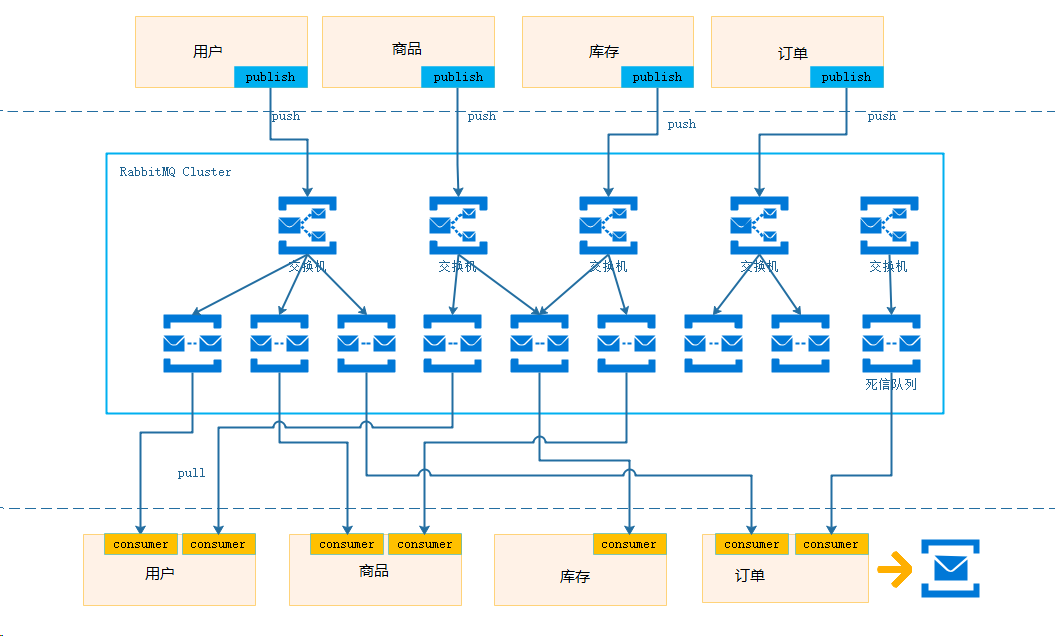 用户
商品
库存
订单
publish
publish
publish
publish
push
push
push
push
RabbitMQ Cluster
交换机
交换机
交换机
交换机
交换机
死信队列
pull
consumer
consumer
consumer
consumer
consumer
consumer
consumer
用户
商品
库存
订单